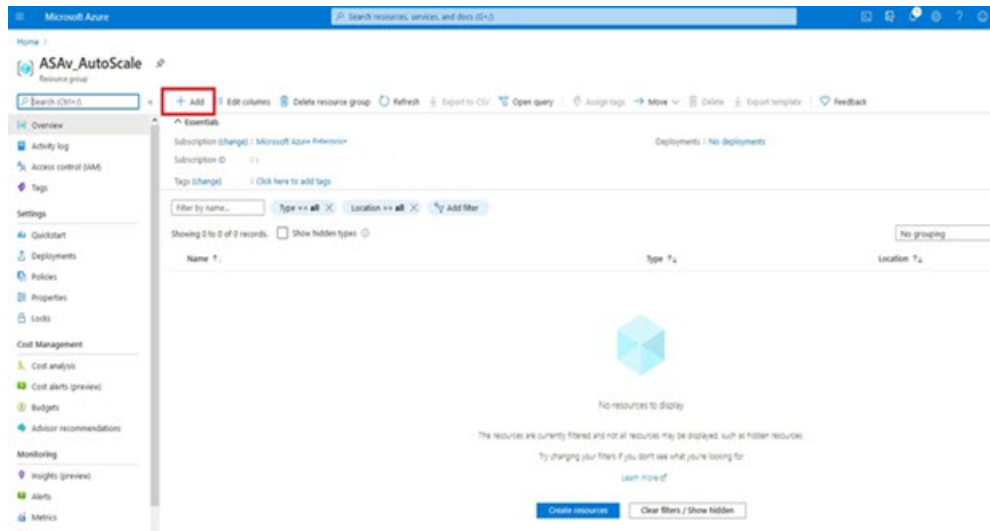 Microsoft Azure
Search resources, services, and docs (G+/)
Home >
ASAv_AutoScale
Resource group
Search (Ctrl+/)
Add
Edit columns
Delete resource group
Refresh
Export to CSV
Open query
Assign tags
Move
Delete
Export template
Feedback
Overview
Activity log
Access control (IAM)
Tags
Settings
Quickstart
Deployments
Policies
Properties
Locks
Cost Management
Cost analysis
Cost alerts (preview)
Budgets
Advisor recommendations
Monitoring
Insights (preview)
Alerts
Metrics
Essentials
Subscription (change) : Microsoft Azure Enterprise
Deployments : No deployments
Subscription ID :
Tags (change) : Click here to add tags
Filter by name...
Type == all
Location == all
Add filter
Showing 0 to 0 of 0 records.
Show hidden types
No grouping
Name
Type
Location
No resources to display
The resources are currently filtered and not all resources may be displayed, such as hidden resources.
Try changing your filters if you don't see what you're looking for.
Learn more
Create resources
Clear filters / Show hidden